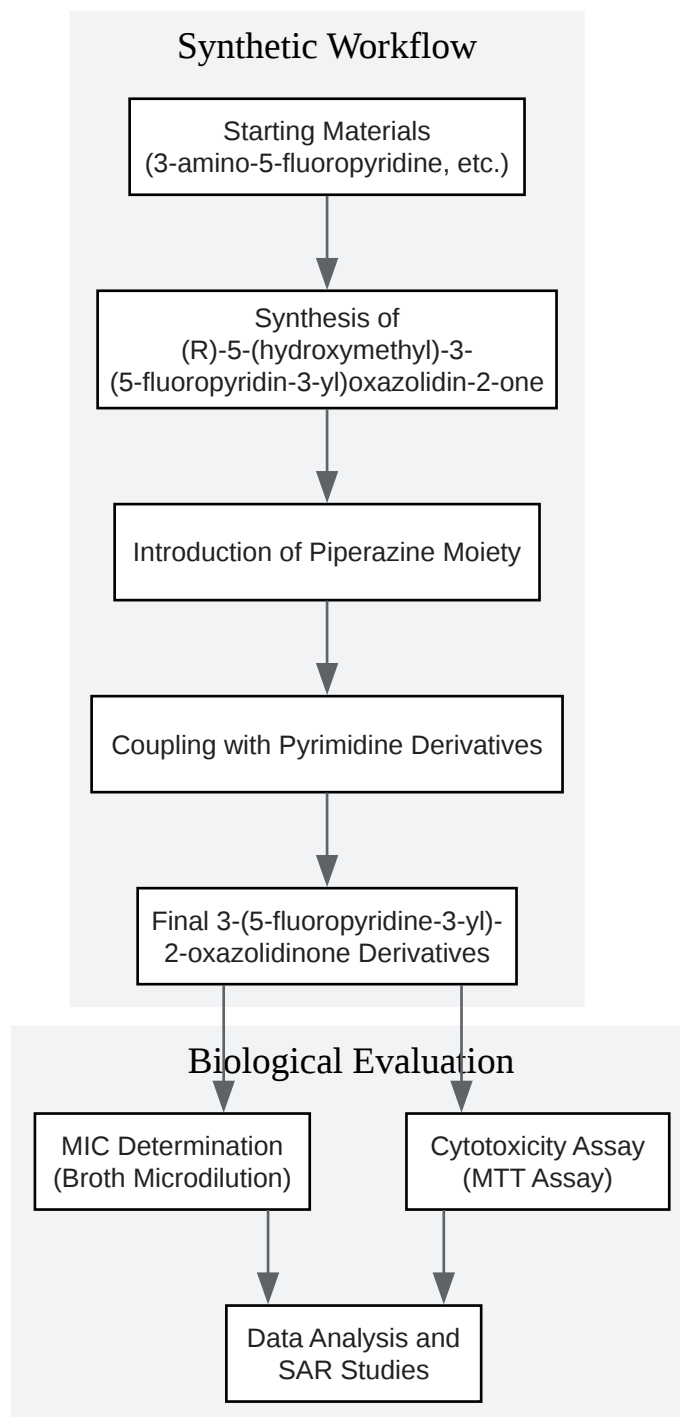 Synthetic Workflow
Starting Materials
(3-amino-5-fluoropyridine, etc.)
Synthesis of
(R)-5-(hydroxymethyl)-3-
(5-fluoropyridin-3-yl)oxazolidin-2-one
Introduction of Piperazine Moiety
Coupling with Pyrimidine Derivatives
Final 3-(5-fluoropyridine-3-yl)-
2-oxazolidinone Derivatives
Biological Evaluation
MIC Determination
(Broth Microdilution)
Cytotoxicity Assay
(MTT Assay)
Data Analysis and
SAR Studies